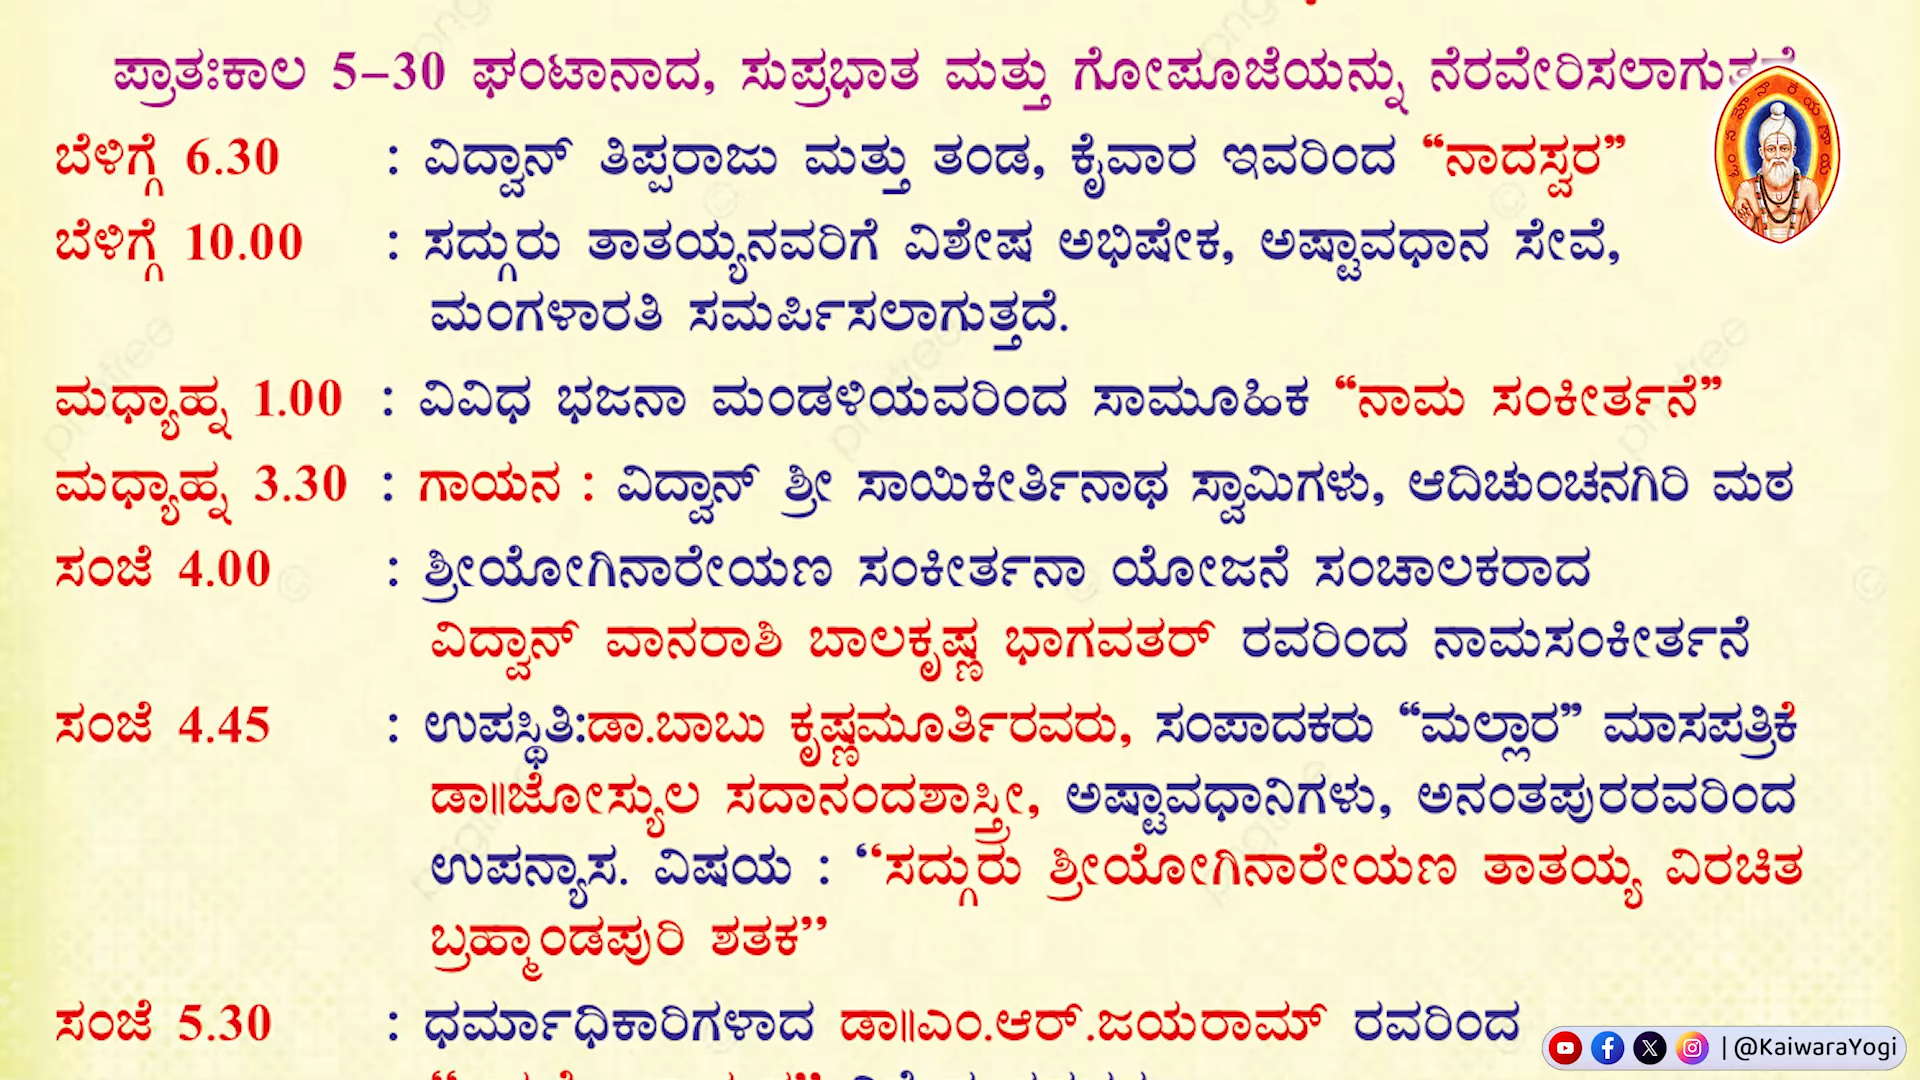 ಪ್ರಾತಃಕಾಲ 5-30 ಘಂಟಾನಾದ, ಸುಪ್ರಭಾತ ಮತ್ತು ಗೋಪೂಜೆಯನ್ನು ನೆರವೇರಿಸಲಾಗುತ್ತದೆ
ಬೆಳಿಗ್ಗೆ 6.30 : ವಿದ್ವಾನ್ ತಿಪ್ಪರಾಜು ಮತ್ತು ತಂಡ, ಕೈವಾರ ಇವರಿಂದ “ನಾದಸ್ವರ”
ಬೆಳಿಗ್ಗೆ 10.00 : ಸದ್ಗುರು ತಾತಯ್ಯನವರಿಗೆ ವಿಶೇಷ ಅಭಿಷೇಕ, ಅಷ್ಟಾವಧಾನ ಸೇವೆ,
ಮಂಗಳಾರತಿ ಸಮರ್ಪಿಸಲಾಗುತ್ತದೆ.
ಮಧ್ಯಾಹ್ನ 1.00 : ವಿವಿಧ ಭಜನಾ ಮಂಡಳಿಯವರಿಂದ ಸಾಮೂಹಿಕ “ನಾಮ ಸಂಕೀರ್ತನೆ”
ಮಧ್ಯಾಹ್ನ 3.30 : ಗಾಯನ : ವಿದ್ವಾನ್ ಶ್ರೀ ಸಾಯಿಕೀರ್ತಿನಾಥ ಸ್ವಾಮಿಗಳು, ಆದಿಚುಂಚನಗಿರಿ ಮಠ
ಸಂಜೆ 4.00 : ಶ್ರೀಯೋಗಿನಾರೇಯಣ ಸಂಕೀರ್ತನಾ ಯೋಜನೆ ಸಂಚಾಲಕರಾದ
ವಿದ್ವಾನ್ ವಾನರಾಶಿ ಬಾಲಕೃಷ್ಣ ಭಾಗವತರ್ ರವರಿಂದ ನಾಮಸಂಕೀರ್ತನೆ
ಸಂಜೆ 4.45 : ಉಪಸ್ಥಿತಿ:ಡಾ.ಬಾಬು ಕೃಷ್ಣಮೂರ್ತಿರವರು, ಸಂಪಾದಕರು “ಮಲ್ಲಾರ” ಮಾಸಪತ್ರಿಕೆ
ಡಾ||ಜೋಸ್ಯುಲ ಸದಾನಂದಶಾಸ್ತ್ರೀ, ಅಷ್ಟಾವಧಾನಿಗಳು, ಅನಂತಪುರರವರಿಂದ
ಉಪನ್ಯಾಸ. ವಿಷಯ : “ಸದ್ಗುರು ಶ್ರೀಯೋಗಿನಾರೇಯಣ ತಾತಯ್ಯ ವಿರಚಿತ
ಬ್ರಹ್ಮಾಂಡಪುರಿ ಶತಕ”
ಸಂಜೆ 5.30 : ಧರ್ಮಾಧಿಕಾರಿಗಳಾದ ಡಾ||ಎಂ.ಆರ್.ಜಯರಾಮ್ ರವರಿಂದ
| @KaiwaraYogi